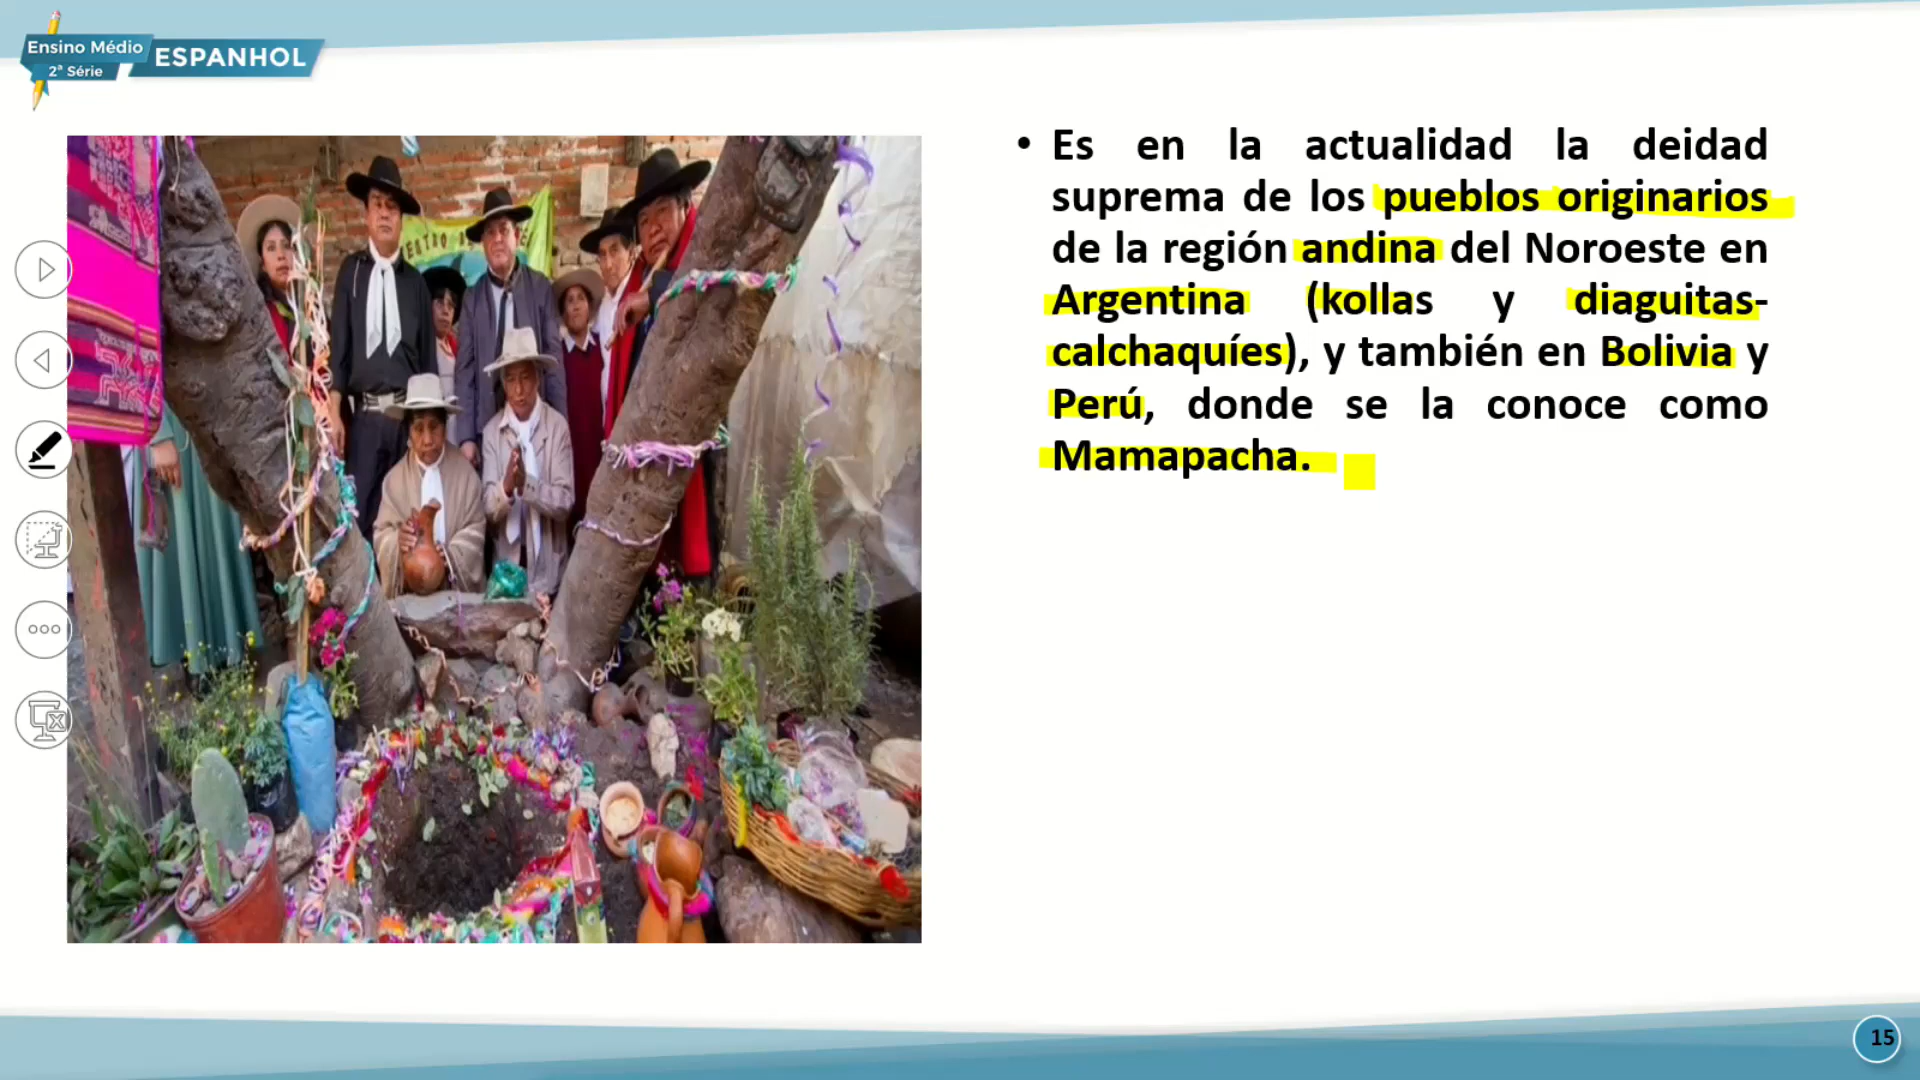 Ensino Médio
2ª Série
ESPANHOL
• Es en la actualidad la deidad
suprema de los pueblos originarios
de la región andina del Noroeste en
Argentina (kollas y diaguitas-
calchaquíes), y también en Bolivia y
Perú, donde se la conoce como
Mamapacha.
15